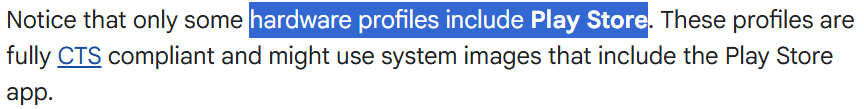 Notice that only some hardware profiles include Play Store. These profiles are
fully CTS compliant and might use system images that include the Play Store
app.